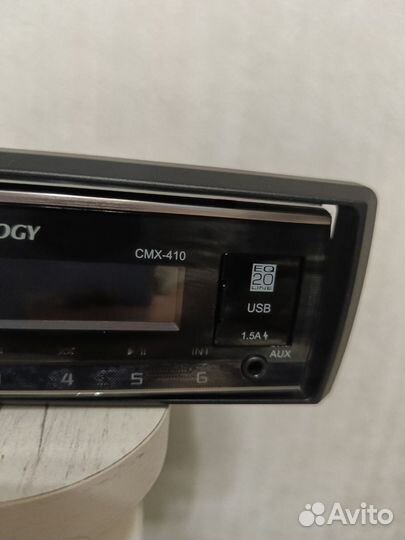 OGY
CMX-410
EQ
20
LINE
USB
1.5A
AUX
INT
4
5
6
Avito